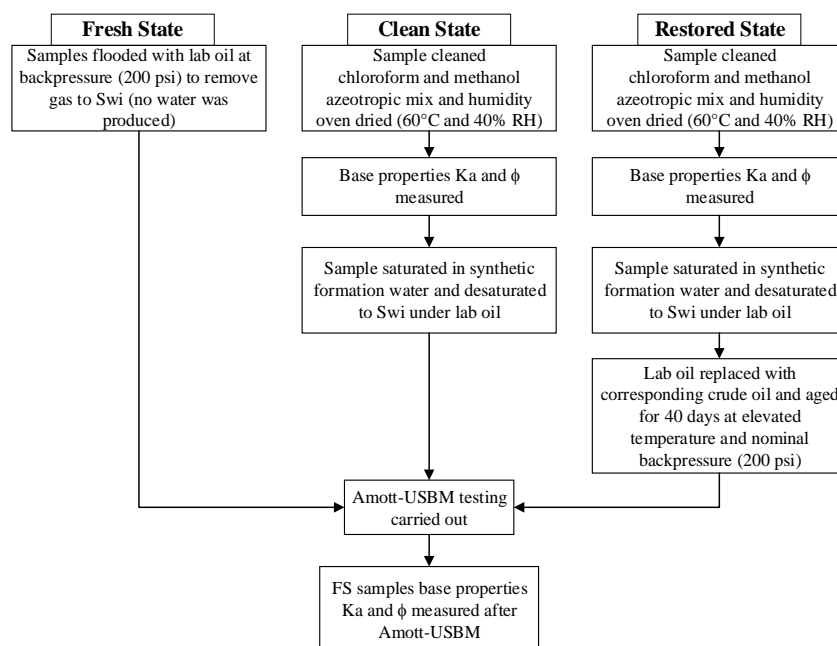 Fresh State
Samples flooded with lab oil at
backpressure (200 psi) to remove
gas to Swi (no water was
produced)
Clean State
Sample cleaned
chloroform and methanol
azeotropic mix and humidity
oven dried (60°C and 40% RH)
Base properties Ka and ϕ
measured
Sample saturated in synthetic
formation water and desaturated
to Swi under lab oil
Restored State
Sample cleaned
chloroform and methanol
azeotropic mix and humidity
oven dried (60°C and 40% RH)
Base properties Ka and ϕ
measured
Sample saturated in synthetic
formation water and desaturated
to Swi under lab oil
Lab oil replaced with
corresponding crude oil and aged
for 40 days at elevated
temperature and nominal
backpressure (200 psi)
Amott-USBM testing
carried out
FS samples base properties
Ka and ϕ measured after
Amott-USBM